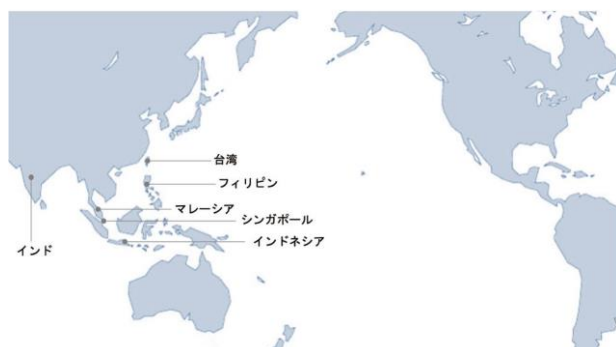 台湾
フィリピン
マレーシア
シンガポール
インドネシア
インド